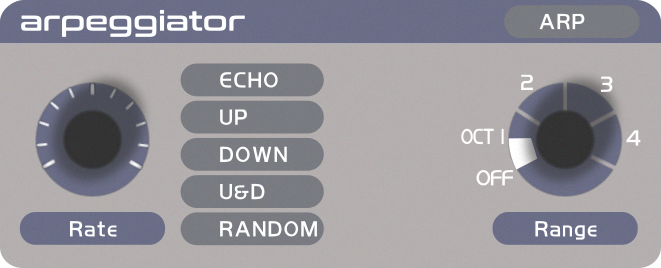 arpeggiator
ARP
ECHO
UP
DOWN
U&D
RANDOM
Rate
2
3
OCT 1
4
OFF
Range